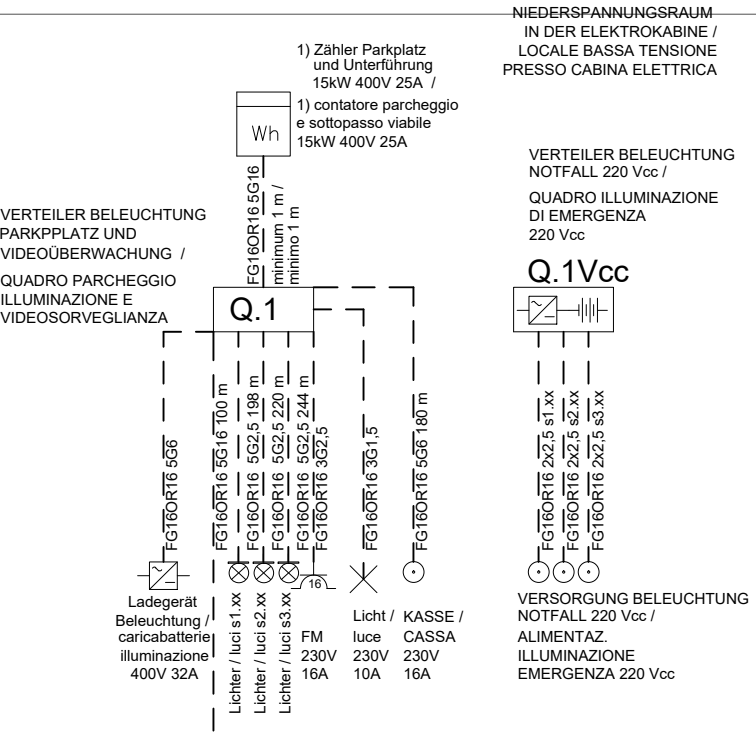 NIEDERSPANNUNGSRAUM
IN DER ELEKTROKABINE /
LOCALE BASSA TENSIONE
PRESSO CABINA ELETTRICA
1) Zähler Parkplatz
und Unterführung
15kW 400V 25A /
1) contatore parcheggio
e sottopasso viabile
15kW 400V 25A
Wh
FG16OR16 5G16
minimum 1 m /
minimo 1 m
VERTEILER BELEUCHTUNG
PARKPPLATZ UND
VIDEOÜBERWACHUNG /
QUADRO PARCHEGGIO
ILLUMINAZIONE E
VIDEOSORVEGLIANZA
Q.1
VERTEILER BELEUCHTUNG
NOTFALL 220 Vcc /
QUADRO ILLUMINAZIONE
DI EMERGENZA
220 Vcc
Q.1Vcc
FG16OR16 5G6
FG16OR16 5G16 100 m
FG16OR16 5G2,5 198 m
FG16OR16 5G2,5 220 m
FG16OR16 5G2,5 244 m
FG16OR16 3G2,5
FG16OR16 3G1,5
FG16OR16 5G6 180 m
FG16OR16 2x2,5 s1.xx
FG16OR16 2x2,5 s2.xx
FG16OR16 2x2,5 s3.xx
16
Ladegerät
Beleuchtung /
caricabatterie
illuminazione
400V 32A
Lichter / luci s1.xx
Lichter / luci s2.xx
Lichter / luci s3.xx
FM
230V
16A
Licht /
luce
230V
10A
KASSE /
CASSA
230V
16A
VERSORGUNG BELEUCHTUNG
NOTFALL 220 Vcc /
ALIMENTAZ.
ILLUMINAZIONE
EMERGENZA 220 Vcc